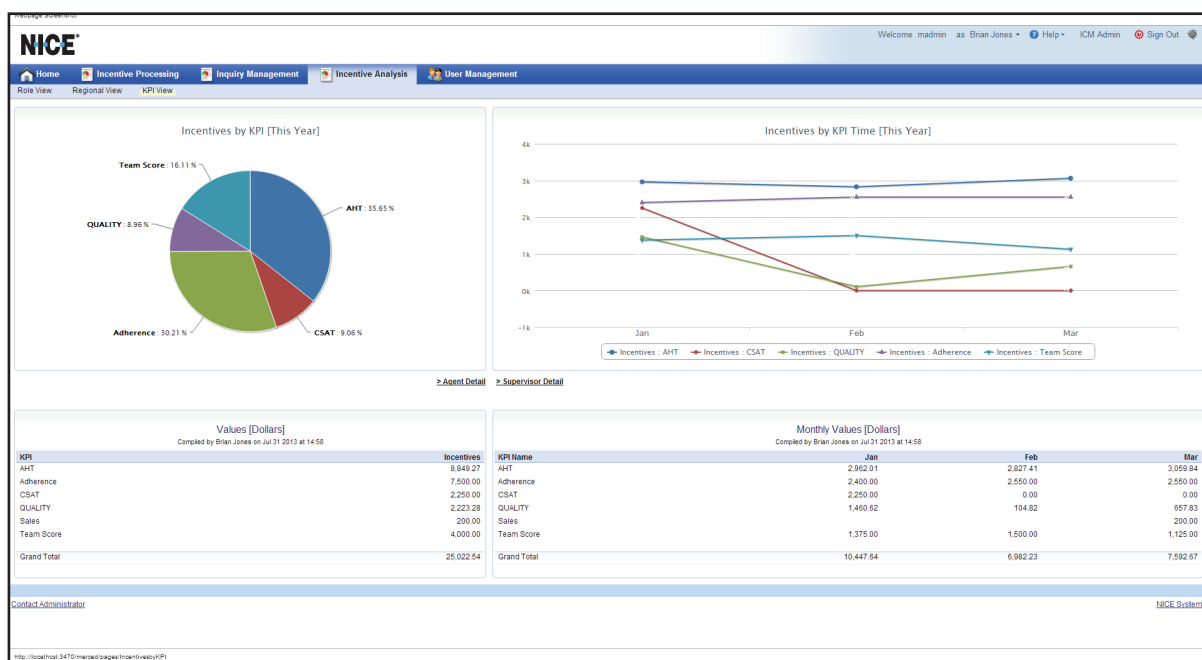 Webpage Screenshot
NICE
Welcome madmin as Brian Jones Help ICM Admin Sign Out
Home Incentive Processing Inquiry Management Incentive Analysis User Management
Role View Regional View KPI View
Incentives by KPI [This Year]
Team Score : 16.11 %
AHT : 35.65 %
QUALITY : 8.96 %
Adherence : 30.21 %
CSAT : 9.06 %
Incentives by KPI Time [This Year]
4k
3k
2k
1k
0k
-1k
Jan Feb Mar
Incentives : AHT Incentives : CSAT Incentives : QUALITY Incentives : Adherence Incentives : Team Score
> Agent Detail > Supervisor Detail
Values [Dollars]
Compiled by Brian Jones on Jul 31 2013 at 14:58
KPI Incentives
AHT 8,849.27
Adherence 7,500.00
CSAT 2,250.00
QUALITY 2,223.28
Sales 200.00
Team Score 4,000.00
Grand Total 25,022.54
Monthly Values [Dollars]
Compiled by Brian Jones on Jul 31 2013 at 14:58
KPI Name Jan Feb Mar
AHT 2,962.01 2,827.41 3,059.84
Adherence 2,400.00 2,550.00 2,550.00
CSAT 2,250.00 0.00 0.00
QUALITY 1,460.62 104.82 657.83
Sales 200.00
Team Score 1,375.00 1,500.00 1,125.00
Grand Total 10,447.64 6,982.23 7,592.67
Contact Administrator NICE System
http://localhost:3470/merced/pages/IncentivesbyKPI